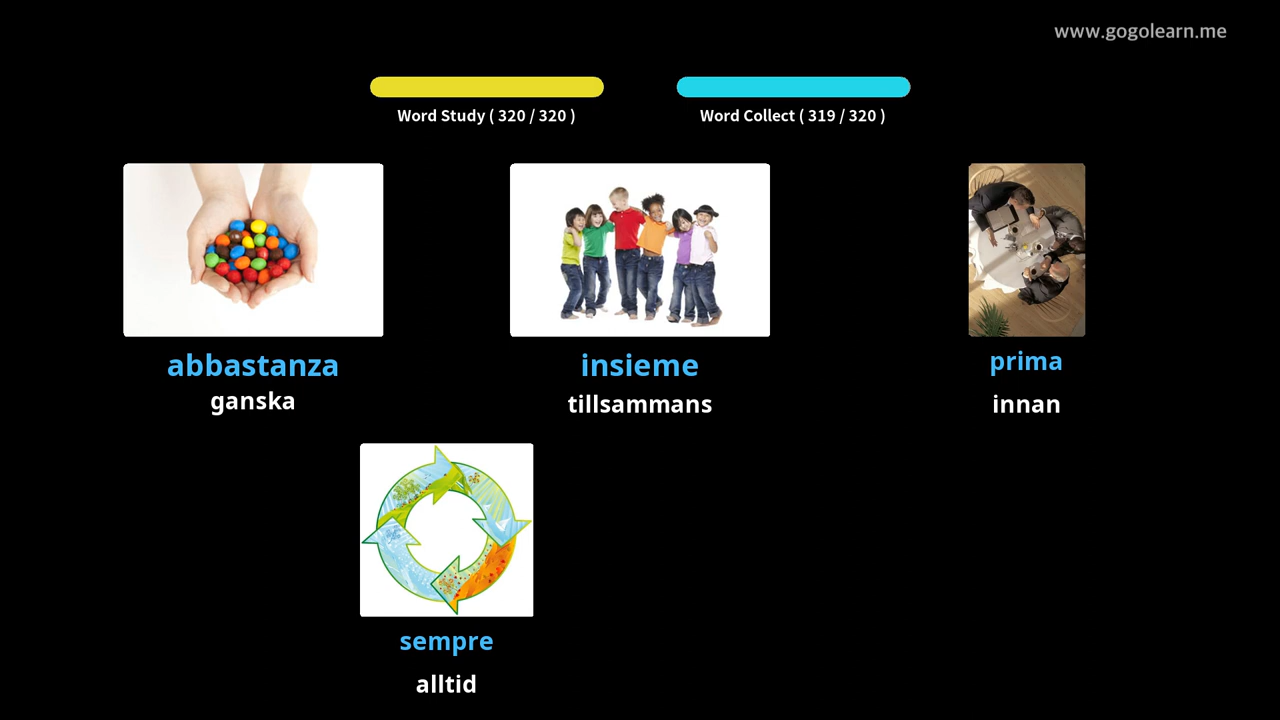 www.gogolearn.me
Word Study ( 320 / 320 )
Word Collect ( 319 / 320 )
abbastanza
ganska
insieme
tillsammans
prima
innan
sempre
alltid